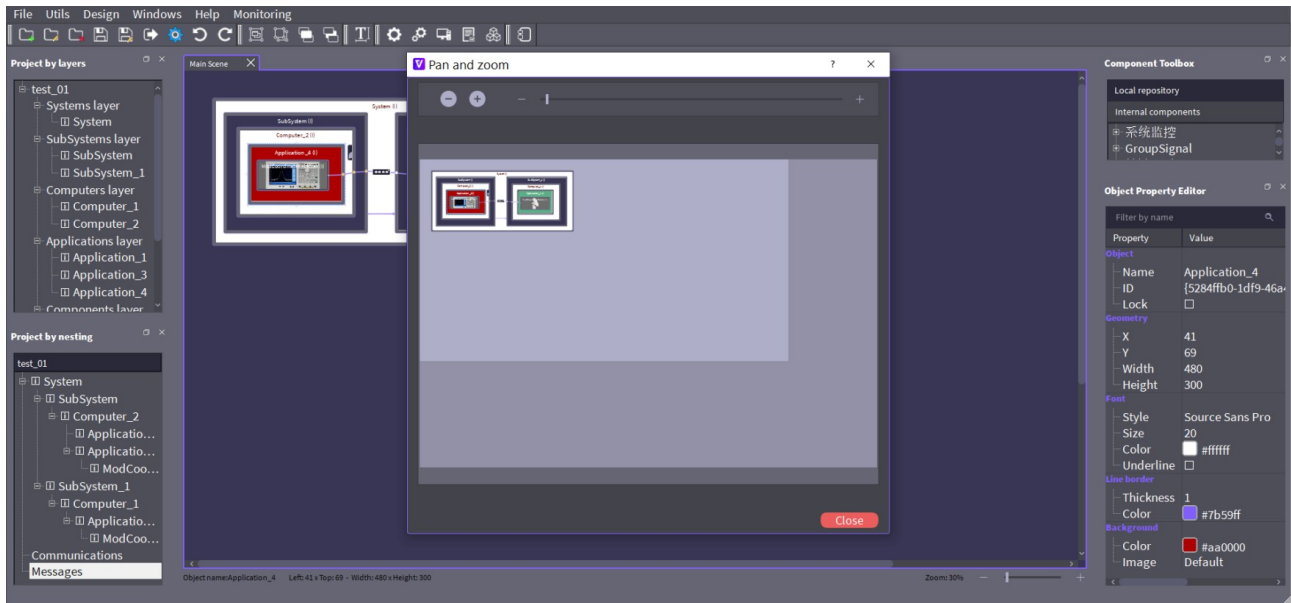 File Utils Design Windows Help Monitoring
Project by layers
test_01
Systems layer
System
SubSystems layer
SubSystem
SubSystem_1
Computers layer
Computer_1
Computer_2
Applications layer
Application_1
Application_3
Application_4
Components layer
Project by nesting
test_01
System
SubSystem
Computer_2
Applicatio...
Applicatio...
ModCoo...
SubSystem_1
Computer_1
Applicatio...
ModCoo...
Communications
Messages
Main Scene
System ()
SubSystem ()
Computer_2 ()
Application_4 ()
Object name:Application_4 Left: 41 x Top: 69 - Width: 480 x Height: 300
Zoom: 30%
Pan and zoom
Close
Component Toolbox
Local repository
Internal components
系统监控
GroupSignal
Object Property Editor
Filter by name
Property Value
Object
Name Application_4
ID {5284ffb0-1df9-46a
Lock
Geometry
X 41
Y 69
Width 480
Height 300
Font
Style Source Sans Pro
Size 20
Color #ffffff
Underline
Line border
Thickness 1
Color #7b59ff
Background
Color #aa0000
Image Default